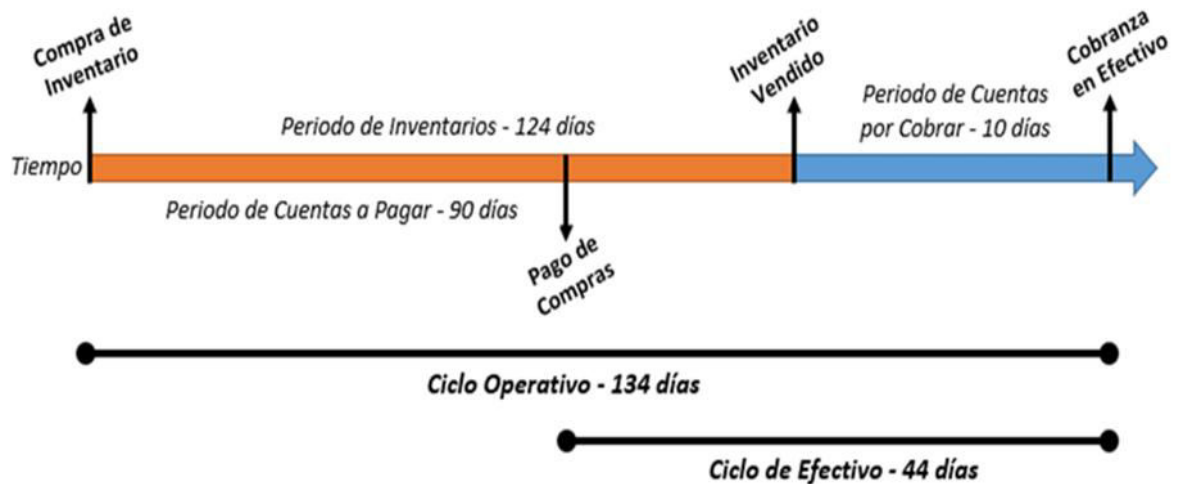 Compra de
Inventario
Inventario
Vendido
Cobranza
en Efectivo
Periodo de Cuentas
por Cobrar - 10 días
Periodo de Inventarios - 124 días
Tiempo
Periodo de Cuentas a Pagar - 90 días
Pago de
Compras
Ciclo Operativo - 134 días
Ciclo de Efectivo - 44 días